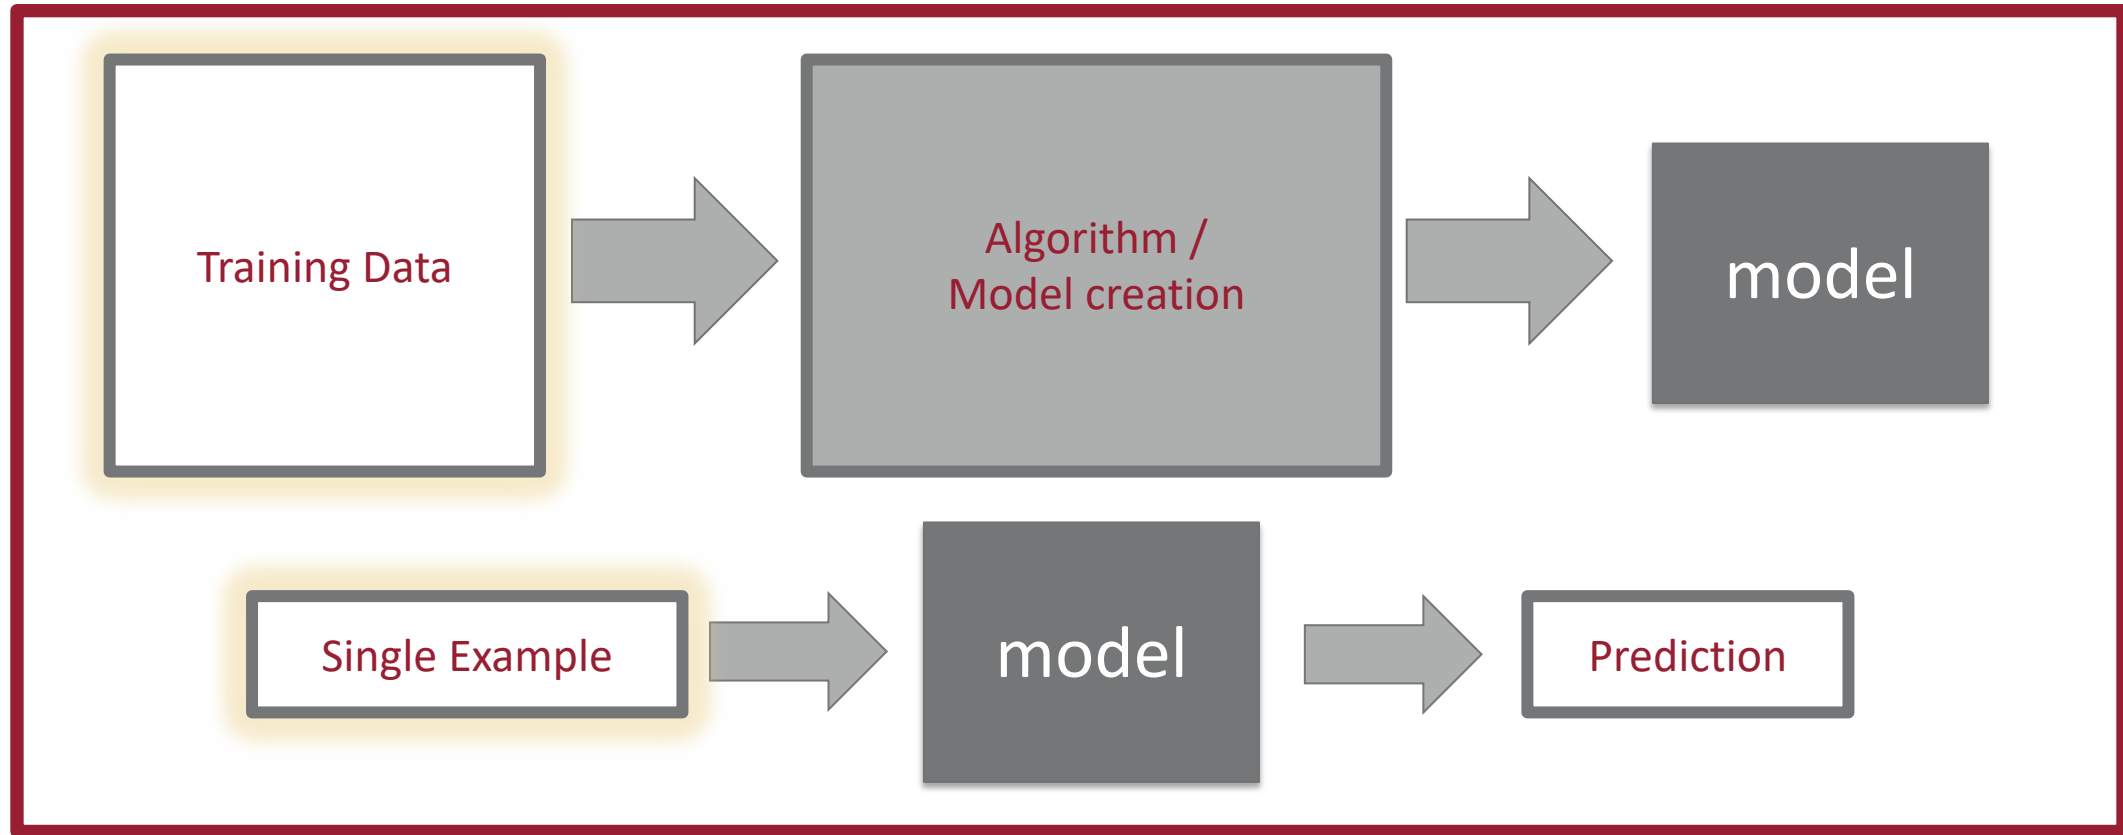 Training Data
Algorithm /
Model creation
model
Single Example
model
Prediction